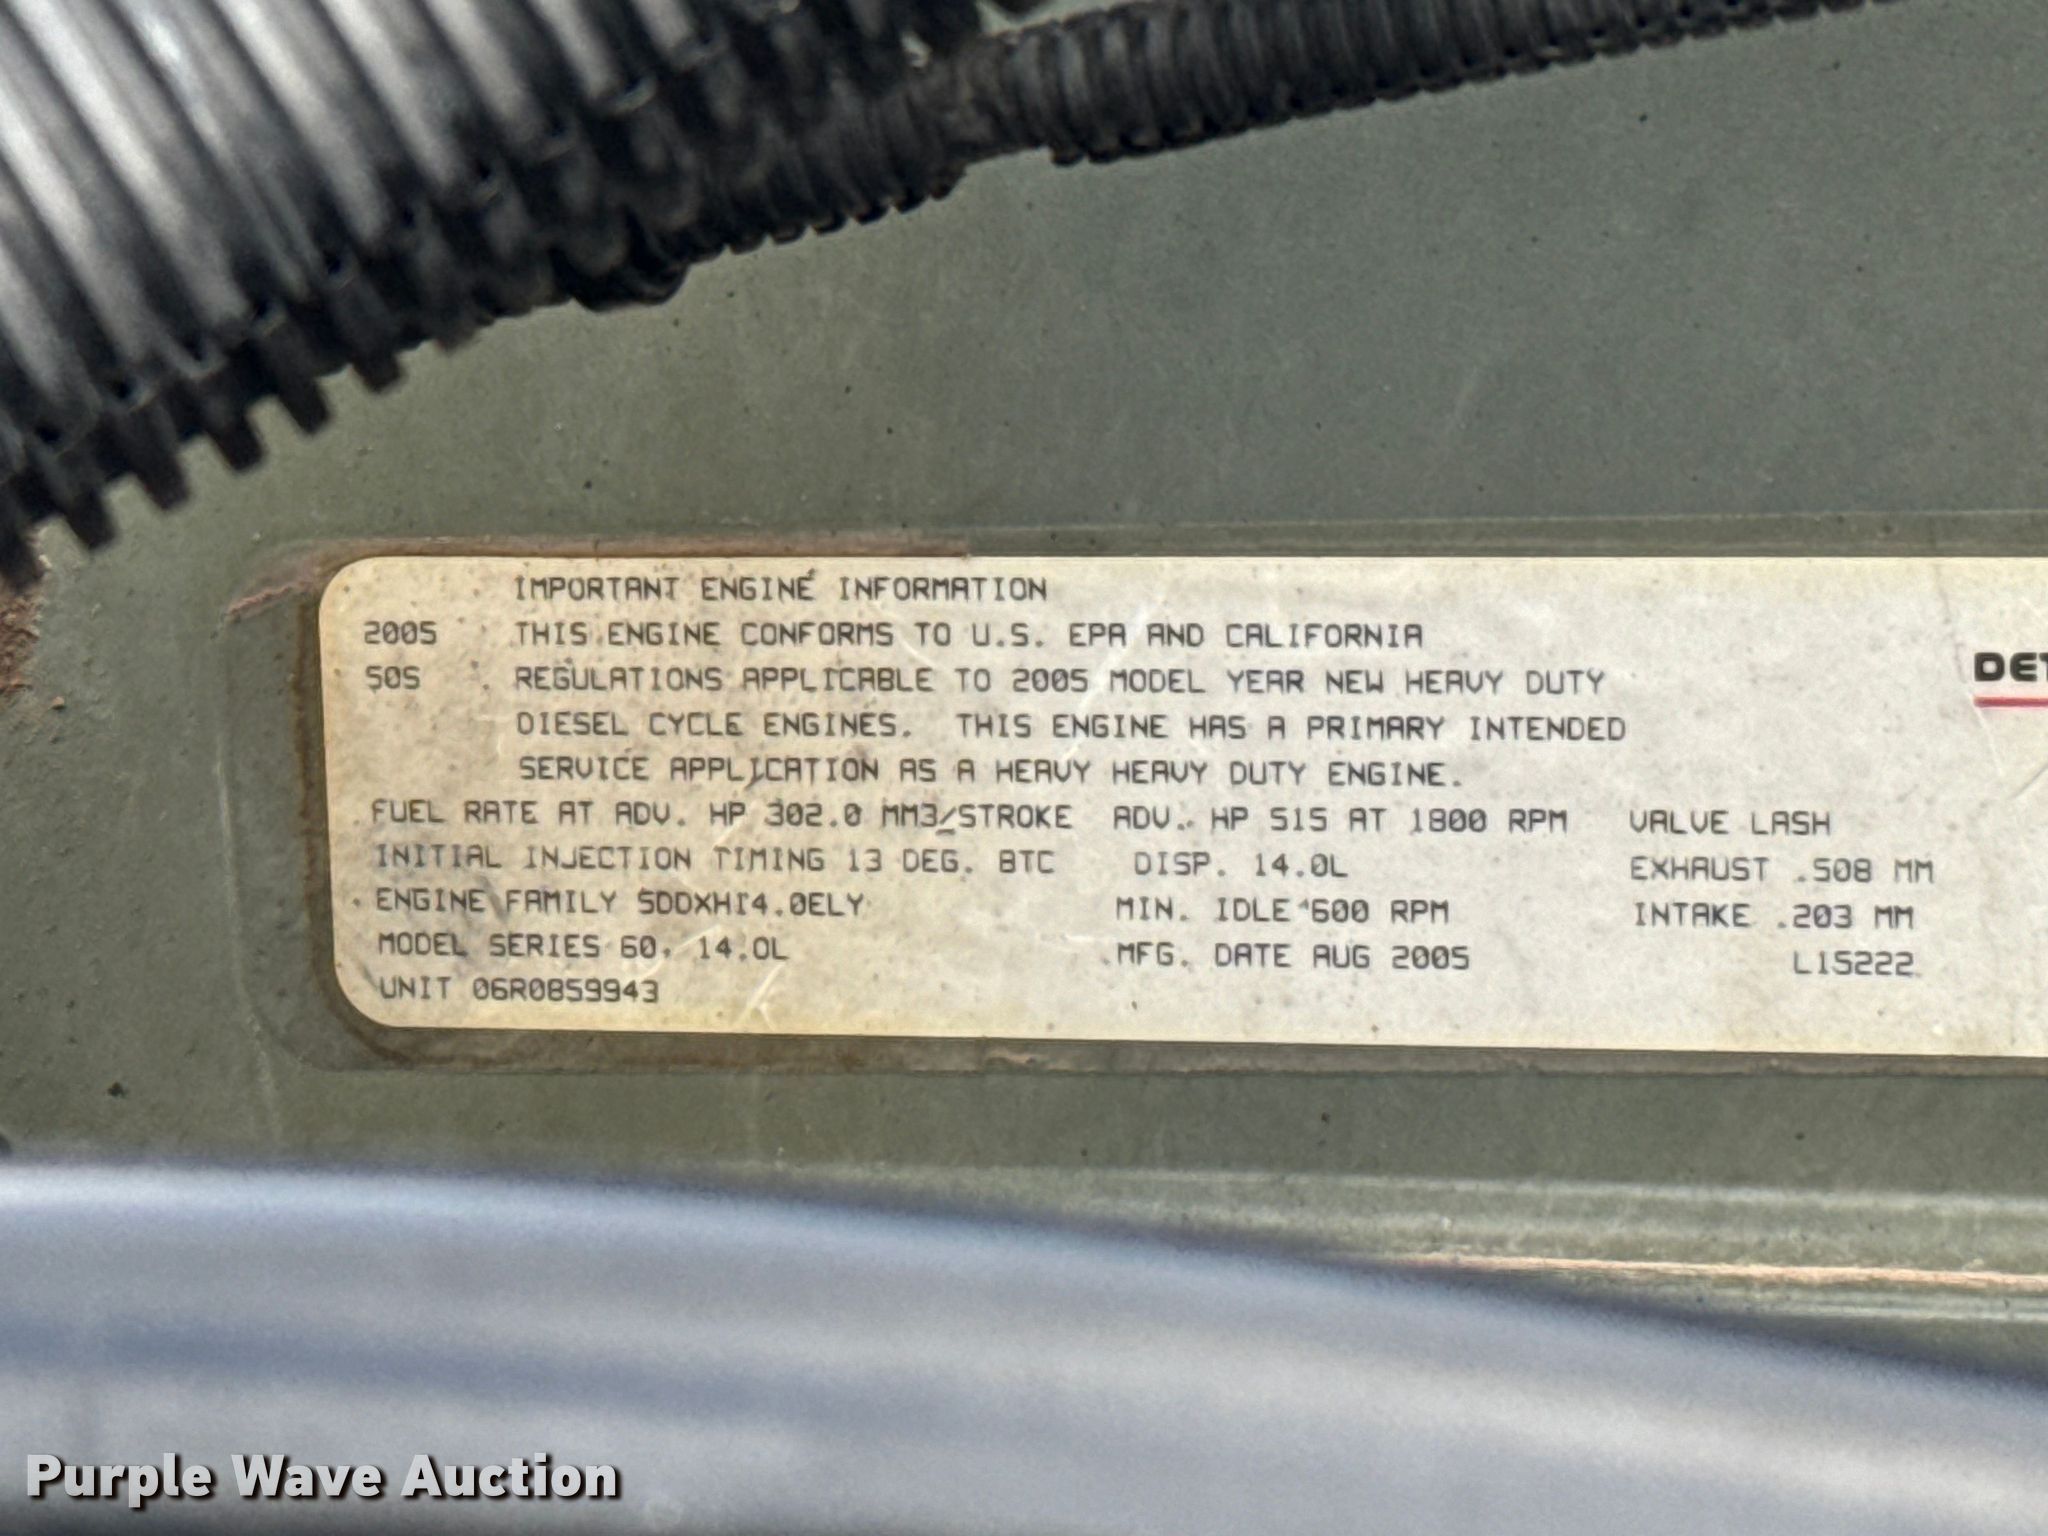 IMPORTANT ENGINE INFORMATION
2005 THIS ENGINE CONFORMS TO U.S. EPA AND CALIFORNIA
50S REGULATIONS APPLICABLE TO 2005 MODEL YEAR NEW HEAVY DUTY
DIESEL CYCLE ENGINES. THIS ENGINE HAS A PRIMARY INTENDED
SERVICE APPLICATION AS A HEAVY HEAVY DUTY ENGINE.
FUEL RATE AT ADV. HP 302.0 MM3/STROKE ADV. HP 515 AT 1800 RPM VALVE LASH
INITIAL INJECTION TIMING 13 DEG. BTC DISP. 14.0L EXHAUST .508 MM
ENGINE FAMILY 5DDXH14.0ELY MIN. IDLE 600 RPM INTAKE .203 MM
MODEL SERIES 60, 14.0L MFG. DATE AUG 2005 L15222
UNIT 06R0859943
DET
Purple Wave Auction